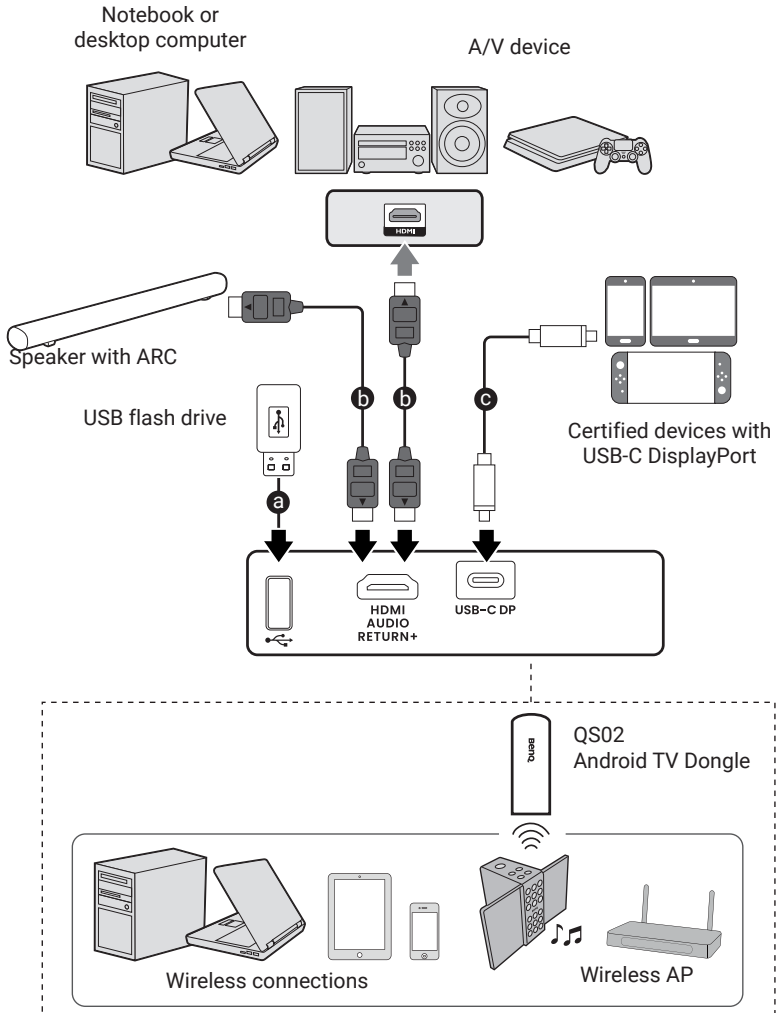 Notebook or
desktop computer
A/V device
HDMI
Speaker with ARC
USB flash drive
b
b
c
a
Certified devices with
USB-C DisplayPort
HDMI
AUDIO
RETURN+
USB-C DP
BenQ
QS02
Android TV Dongle
Wireless connections
Wireless AP